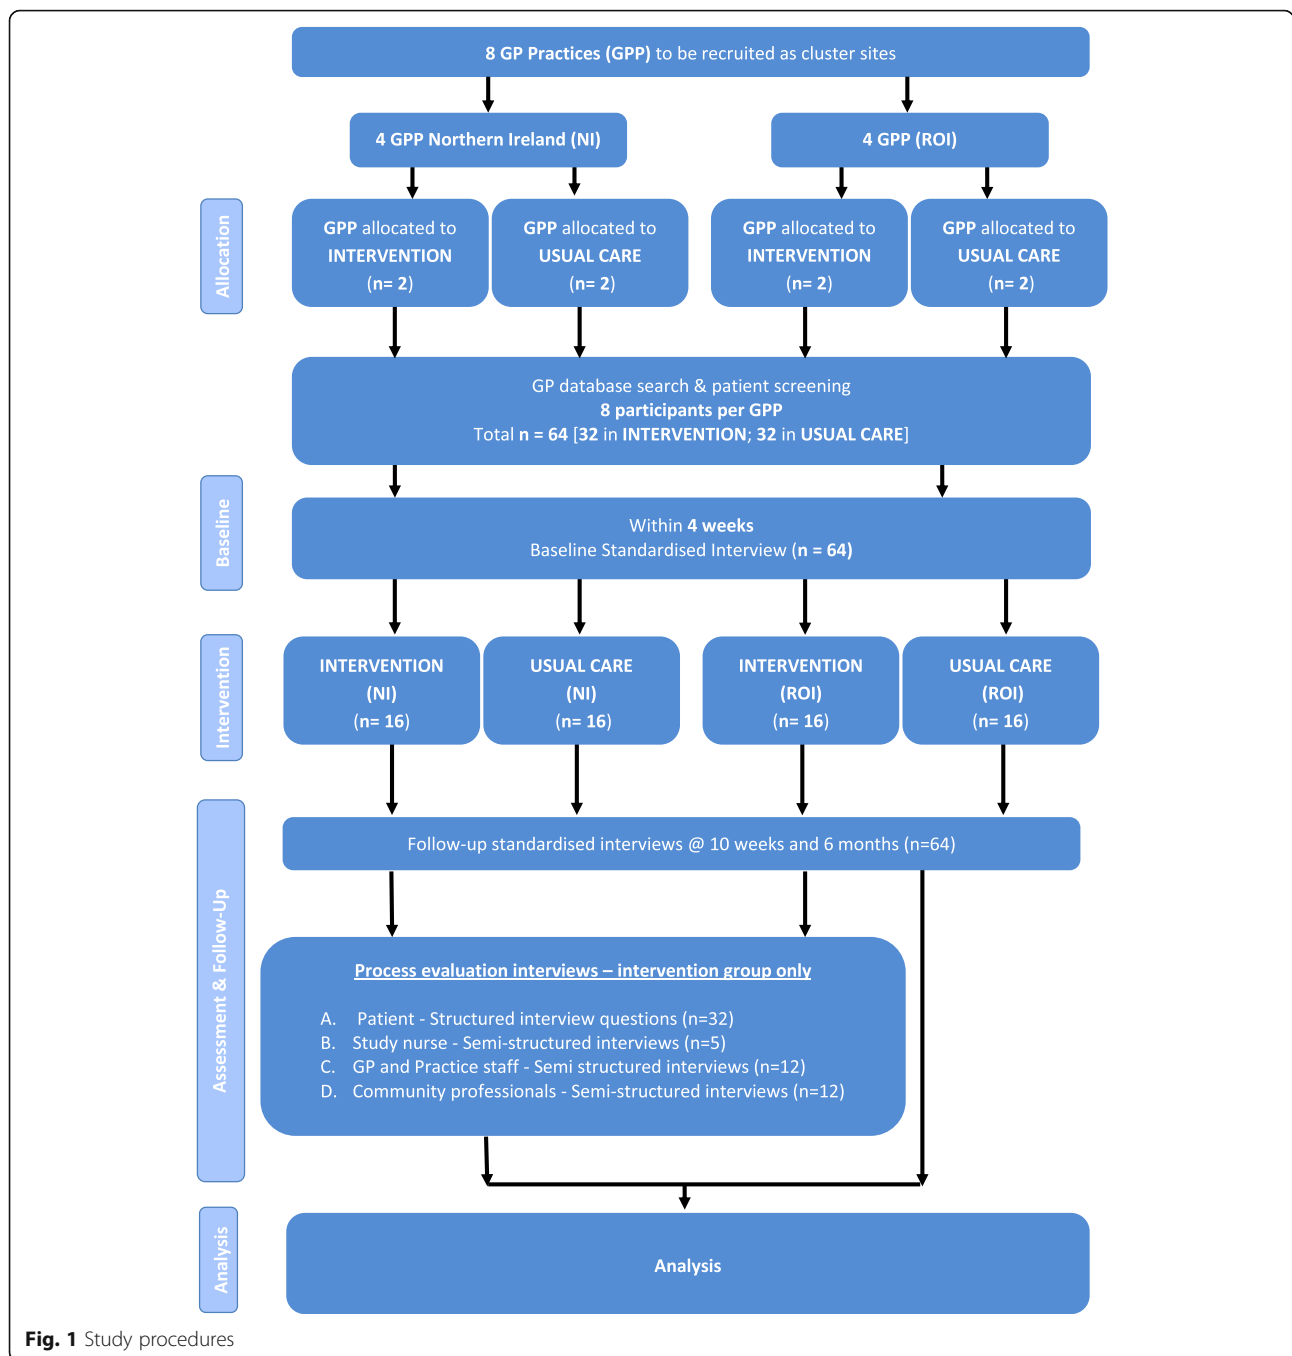 8 GP Practices (GPP) to be recruited as cluster sites
4 GPP Northern Ireland (NI)
4 GPP (ROI)
Allocation
GPP allocated to
INTERVENTION
(n= 2)
GPP allocated to
USUAL CARE
(n= 2)
GPP allocated to
INTERVENTION
(n= 2)
GPP allocated to
USUAL CARE
(n= 2)
GP database search & patient screening
8 participants per GPP
Total n = 64 [32 in INTERVENTION; 32 in USUAL CARE]
Baseline
Within 4 weeks
Baseline Standardised Interview (n = 64)
Intervention
INTERVENTION
(NI)
(n= 16)
USUAL CARE
(NI)
(n= 16)
INTERVENTION
(ROI)
(n= 16)
USUAL CARE
(ROI)
(n= 16)
Assessment & Follow-Up
Follow-up standardised interviews @ 10 weeks and 6 months (n=64)
Process evaluation interviews – intervention group only
A. Patient - Structured interview questions (n=32)
B. Study nurse - Semi-structured interviews (n=5)
C. GP and Practice staff - Semi structured interviews (n=12)
D. Community professionals - Semi-structured interviews (n=12)
Analysis
Analysis
Fig. 1 Study procedures